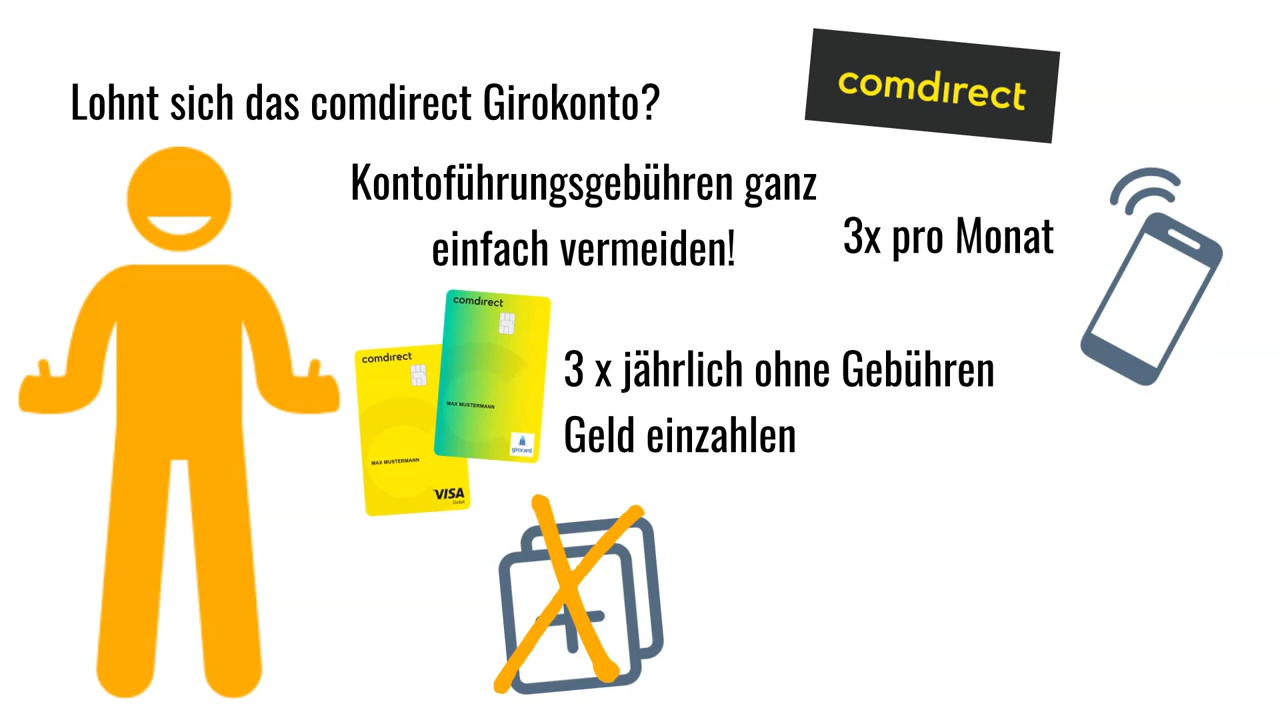 comdirect
Lohnt sich das comdirect Girokonto?
Kontoführungsgebühren ganz
einfach vermeiden!
3x pro Monat
comdirect
MAX MUSTERMANN
girocard
comdirect
MAX MUSTERMANN
VISA
Debit
3 x jährlich ohne Gebühren
Geld einzahlen